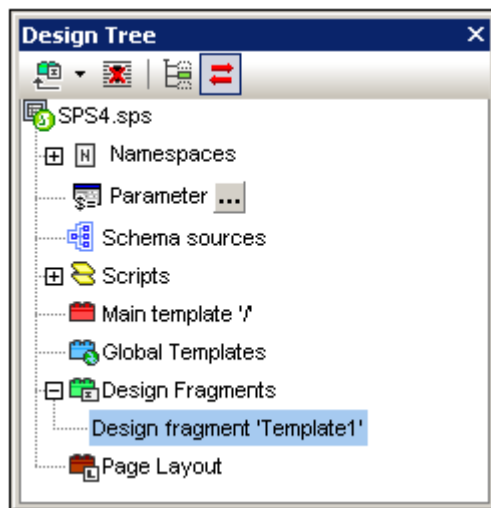 Design Tree
SPS4.sps
Namespaces
Parameter ...
Schema sources
Scripts
Main template '/'
Global Templates
Design Fragments
Design fragment 'Template1'
Page Layout